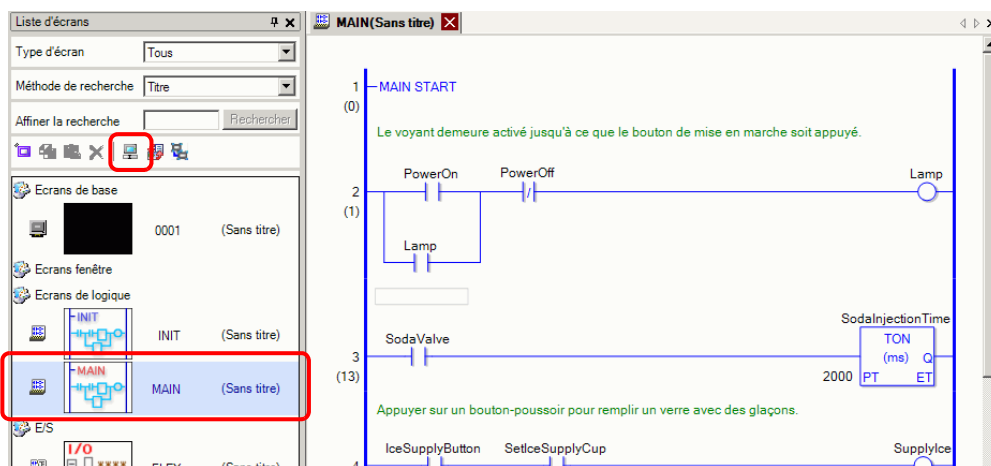 Liste d'écrans
Type d'écran Tous
Méthode de recherche Titre
Affiner la recherche Rechercher
Ecrans de base
0001 (Sans titre)
Ecrans fenêtre
Ecrans de logique
INIT INIT (Sans titre)
MAIN MAIN (Sans titre)
E/S
I/O FLEX (Sans titre)
MAIN(Sans titre)
1 MAIN START
(0)
Le voyant demeure activé jusqu'à ce que le bouton de mise en marche soit appuyé.
PowerOn PowerOff Lamp
2
(1)
Lamp
SodaInjectionTime
SodaValve TON
(ms) Q
3
(13) 2000 PT ET
Appuyer sur un bouton-poussoir pour remplir un verre avec des glaçons.
IceSupplyButton SetIceSupplyCup SupplyIce
4